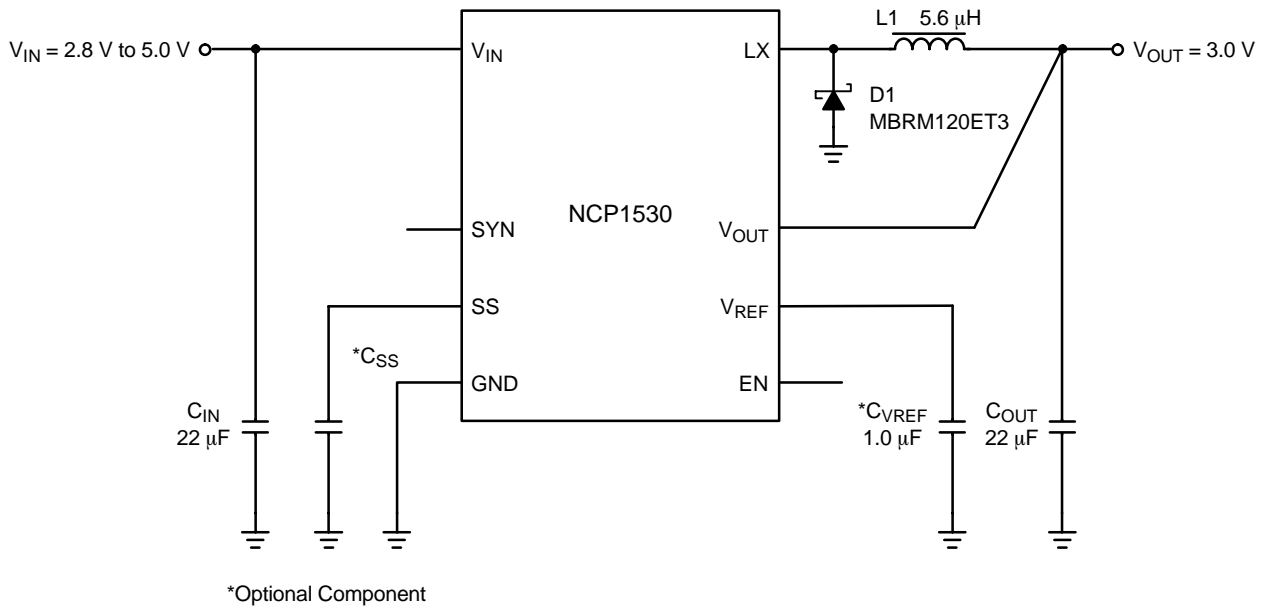 L1 5.6 μH
V_IN = 2.8 V to 5.0 V
V_IN
LX
V_OUT = 3.0 V
D1
MBRM120ET3
NCP1530
SYN
V_OUT
SS
V_REF
*C_SS
GND
EN
C_IN
22 μF
*C_VREF
1.0 μF
C_OUT
22 μF
*Optional Component